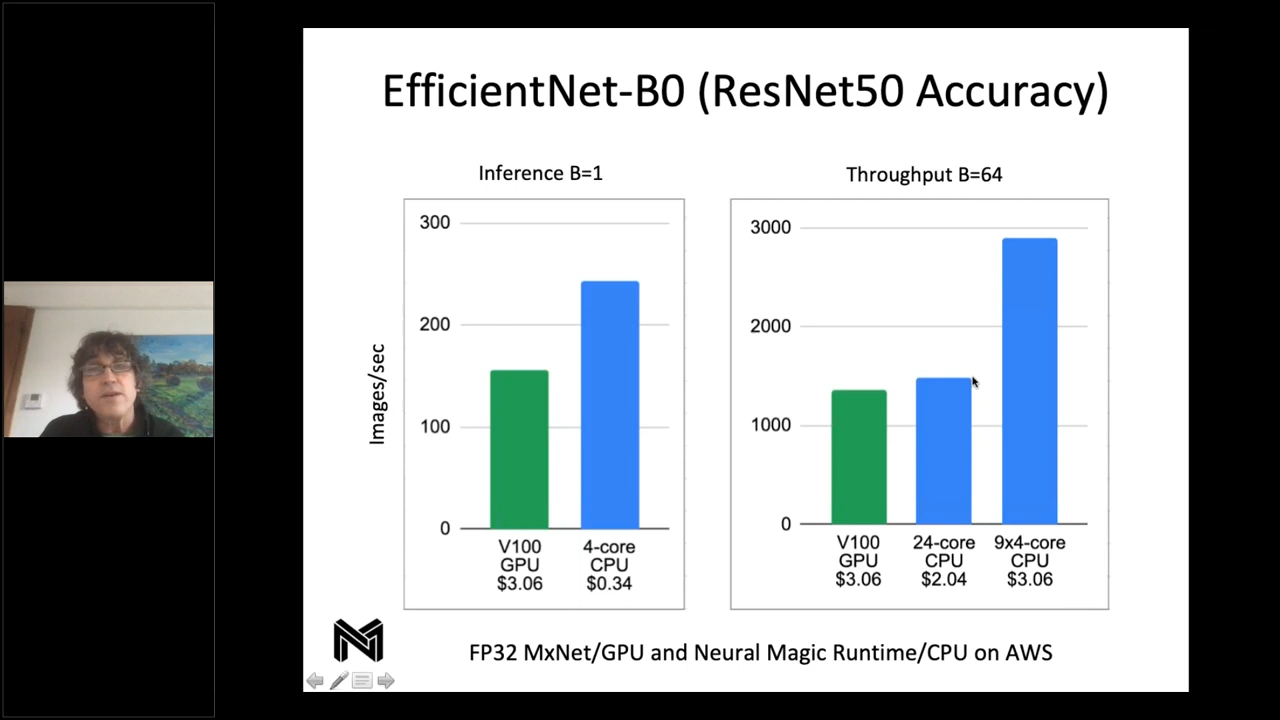 EfficientNet-B0 (ResNet50 Accuracy)
Inference B=1
Images/sec
300
200
100
0
V100
GPU
$3.06
4-core
CPU
$0.34
Throughput B=64
3000
2000
1000
0
V100
GPU
$3.06
24-core
CPU
$2.04
9x4-core
CPU
$3.06
FP32 MxNet/GPU and Neural Magic Runtime/CPU on AWS